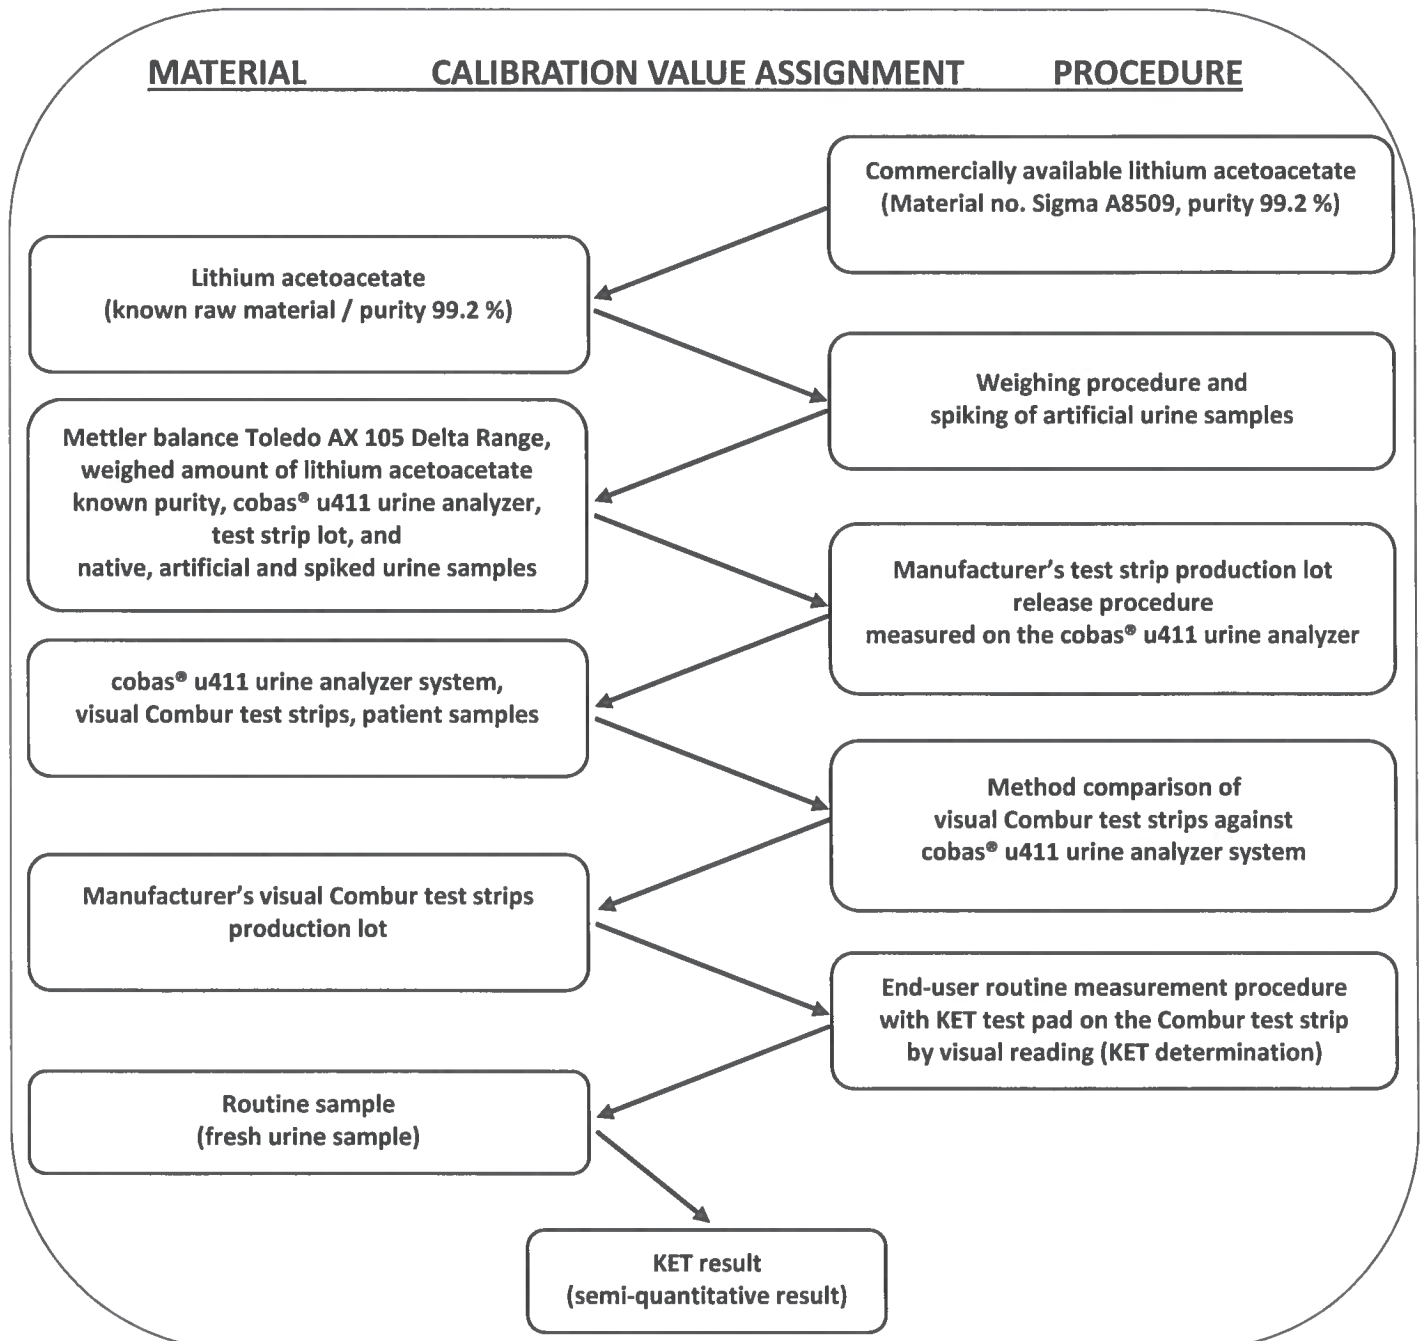 MATERIAL CALIBRATION VALUE ASSIGNMENT PROCEDURE
Commercially available lithium acetoacetate
(Material no. Sigma A8509, purity 99.2 %)
Lithium acetoacetate
(known raw material / purity 99.2 %)
Weighing procedure and
spiking of artificial urine samples
Mettler balance Toledo AX 105 Delta Range,
weighed amount of lithium acetoacetate
known purity, cobas® u411 urine analyzer,
test strip lot, and
native, artificial and spiked urine samples
Manufacturer's test strip production lot
release procedure
measured on the cobas® u411 urine analyzer
cobas® u411 urine analyzer system,
visual Combur test strips, patient samples
Method comparison of
visual Combur test strips against
cobas® u411 urine analyzer system
Manufacturer's visual Combur test strips
production lot
End-user routine measurement procedure
with KET test pad on the Combur test strip
by visual reading (KET determination)
Routine sample
(fresh urine sample)
KET result
(semi-quantitative result)